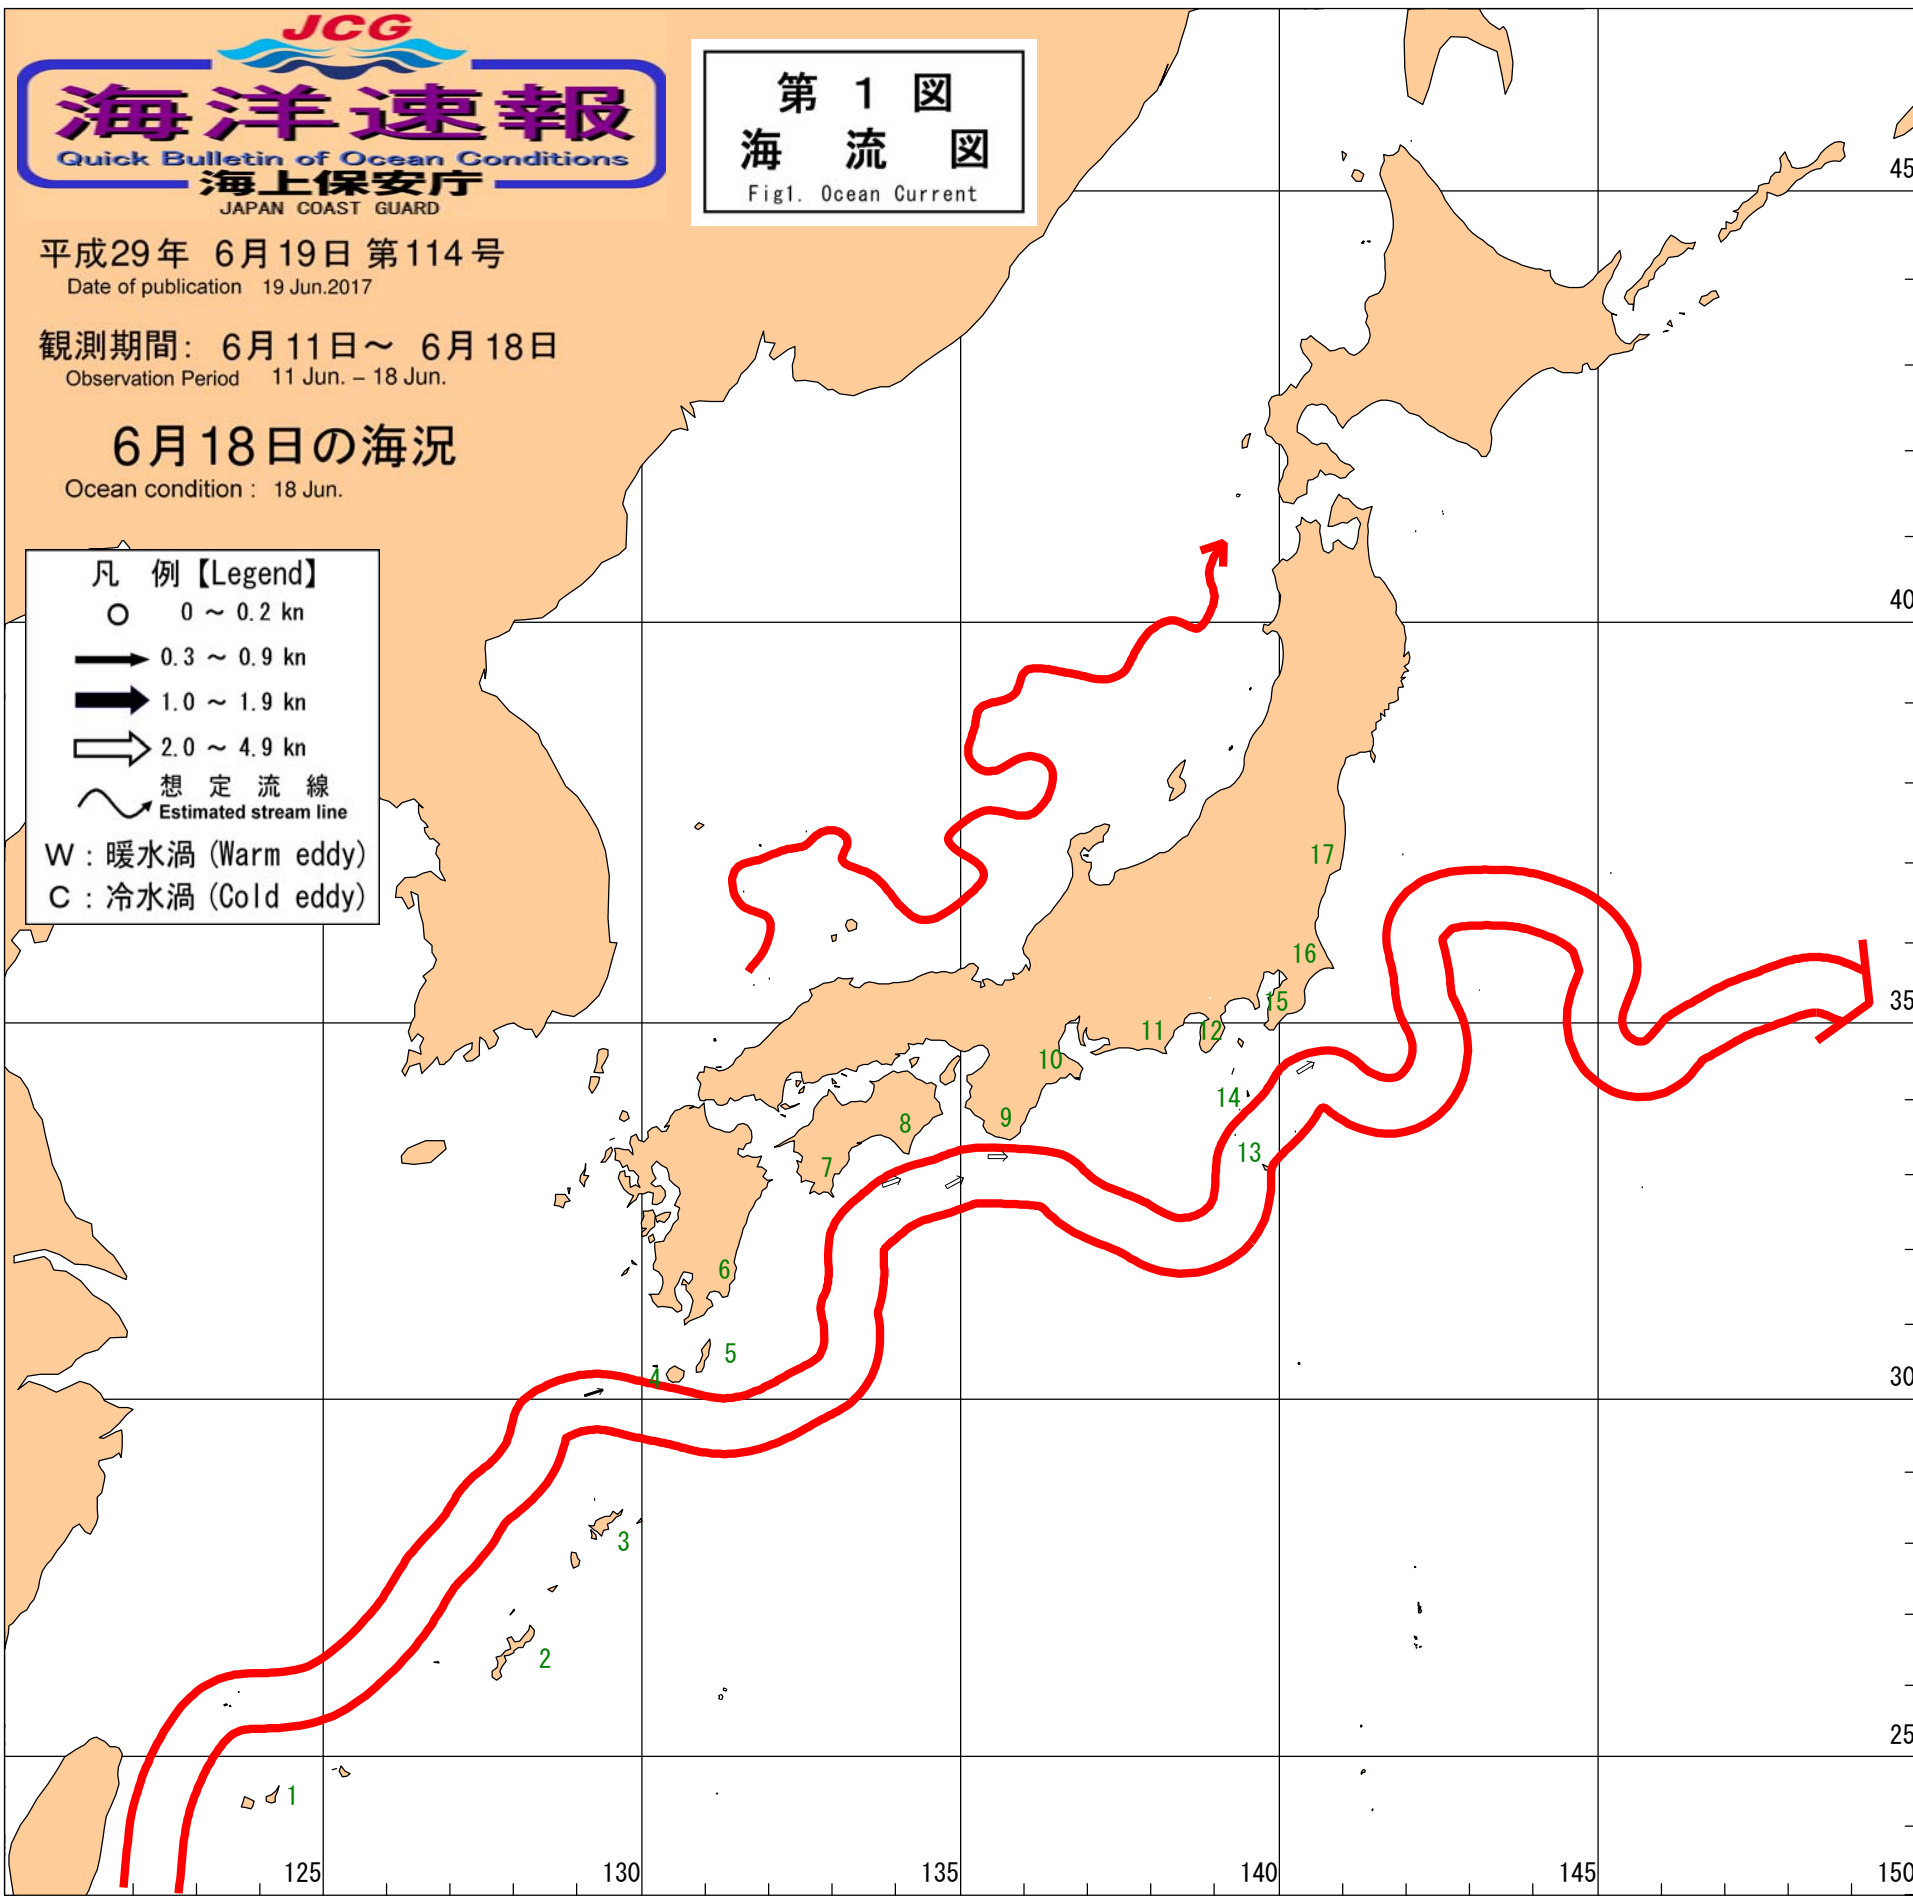 JCG
海洋速報
Quick Bulletin of Ocean Conditions
海上保安庁
JAPAN COAST GUARD
第 1 図
海 流 図
Fig1. Ocean Current
平成29年 6月19日 第114号
Date of publication 19 Jun.2017
観測期間: 6月11日～ 6月18日
Observation Period 11 Jun. – 18 Jun.
6月18日の海況
Ocean condition : 18 Jun.
凡 例【Legend】
0 ～ 0.2 kn
0.3 ～ 0.9 kn
1.0 ～ 1.9 kn
2.0 ～ 4.9 kn
想 定 流 線
Estimated stream line
W : 暖水渦 (Warm eddy)
C : 冷水渦 (Cold eddy)
45
40
35
30
25
17
16
15
12
11
10
14
13
9
8
7
6
5
4
3
2
1
125
130
135
140
145
150